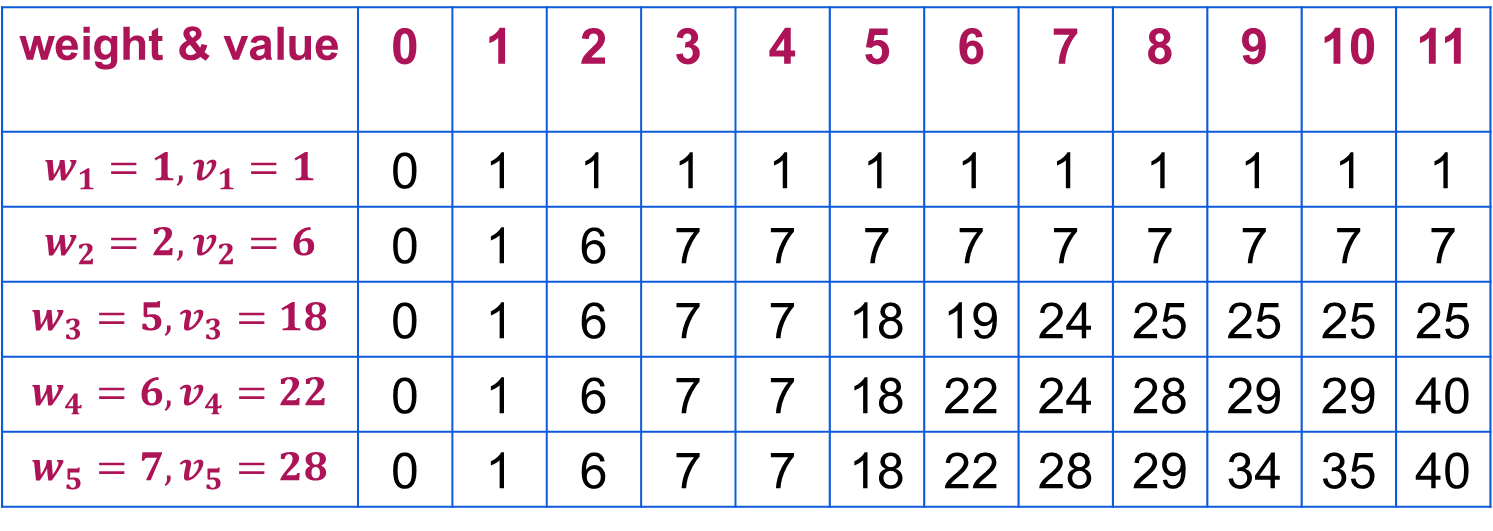 weight & value 0 1 2 3 4 5 6 7 8 9 10 11
w₁ = 1, v₁ = 1 0 1 1 1 1 1 1 1 1 1 1 1
w₂ = 2, v₂ = 6 0 1 6 7 7 7 7 7 7 7 7 7
w₃ = 5, v₃ = 18 0 1 6 7 7 18 19 24 25 25 25 25
w₄ = 6, v₄ = 22 0 1 6 7 7 18 22 24 28 29 29 40
w₅ = 7, v₅ = 28 0 1 6 7 7 18 22 28 29 34 35 40